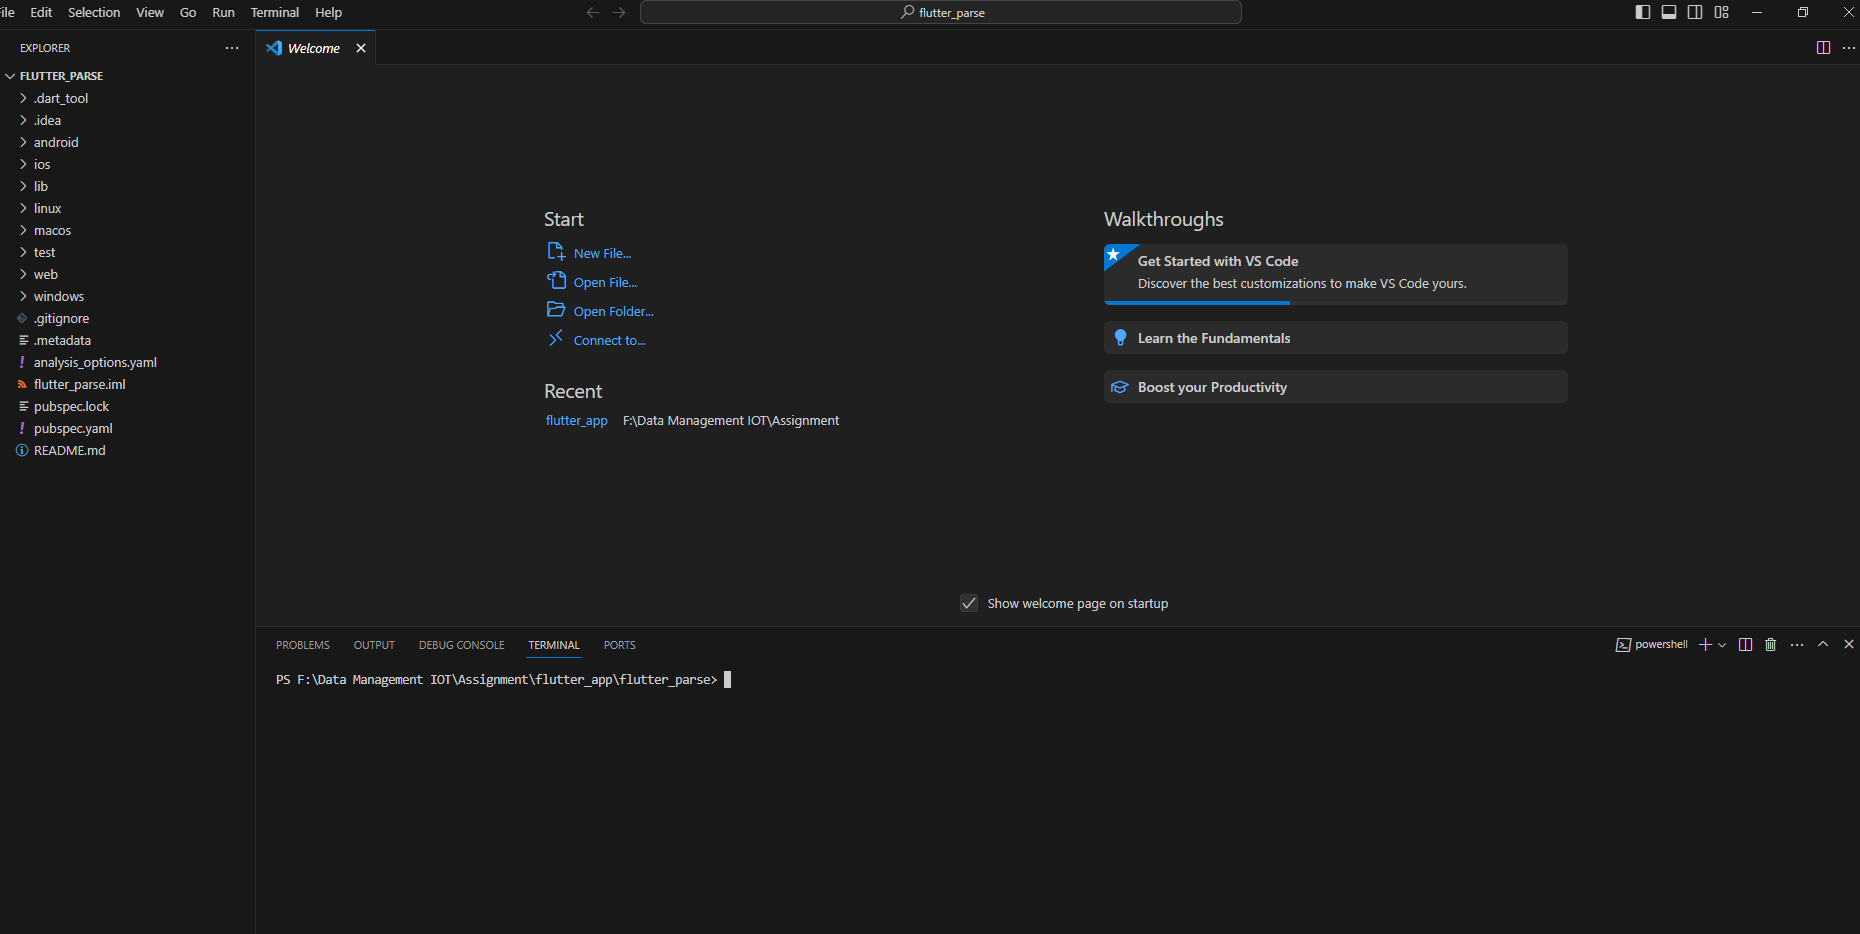 ile Edit Selection View Go Run Terminal Help
flutter_parse
EXPLORER
FLUTTER_PARSE
.dart_tool
.idea
android
ios
lib
linux
macos
test
web
windows
.gitignore
.metadata
analysis_options.yaml
flutter_parse.iml
pubspec.lock
pubspec.yaml
README.md
Welcome
Start
New File...
Open File...
Open Folder...
Connect to...
Recent
flutter_app F:\Data Management IOT\Assignment
Walkthroughs
Get Started with VS Code
Discover the best customizations to make VS Code yours.
Learn the Fundamentals
Boost your Productivity
Show welcome page on startup
PROBLEMS OUTPUT DEBUG CONSOLE TERMINAL PORTS
powershell
PS F:\Data Management IOT\Assignment\flutter_app\flutter_parse>